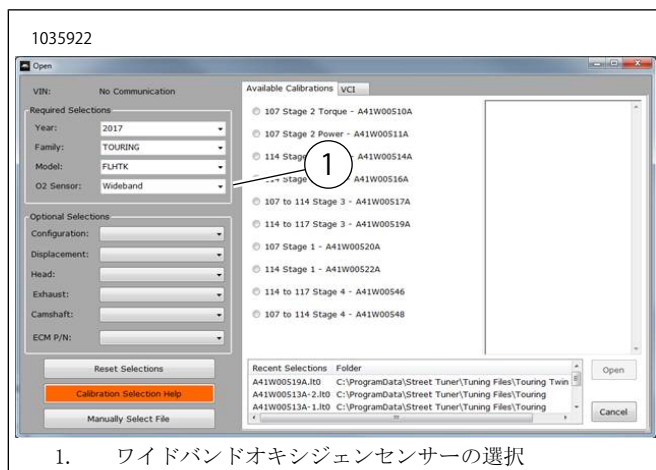 1035922
Open
VIN: No Communication
Required Selections
Year: 2017
Family: TOURING
Model: FLHTK
O2 Sensor: Wideband
Optional Selections
Configuration:
Displacement:
Head:
Exhaust:
Camshaft:
ECM P/N:
Reset Selections
Calibration Selection Help
Manually Select File
Available Calibrations VCI
107 Stage 2 Torque - A41W00510A
107 Stage 2 Power - A41W00511A
114 Stage A41W00514A
Stage A41W00516A
107 to 114 Stage 3 - A41W00517A
114 to 117 Stage 3 - A41W00519A
107 Stage 1 - A41W00520A
114 Stage 1 - A41W00522A
114 to 117 Stage 4 - A41W00546
107 to 114 Stage 4 - A41W00548
1
Recent Selections Folder
A41W00519A.lt0 C:\ProgramData\Street Tuner\Tuning Files\Touring Twin
A41W00513A-2.lt0 C:\ProgramData\Street Tuner\Tuning Files\Touring
A41W00513A-1.lt0 C:\ProgramData\Street Tuner\Tuning Files\Touring
Open
Cancel
1. ワイドバンドオキシジェンセンサーの選択